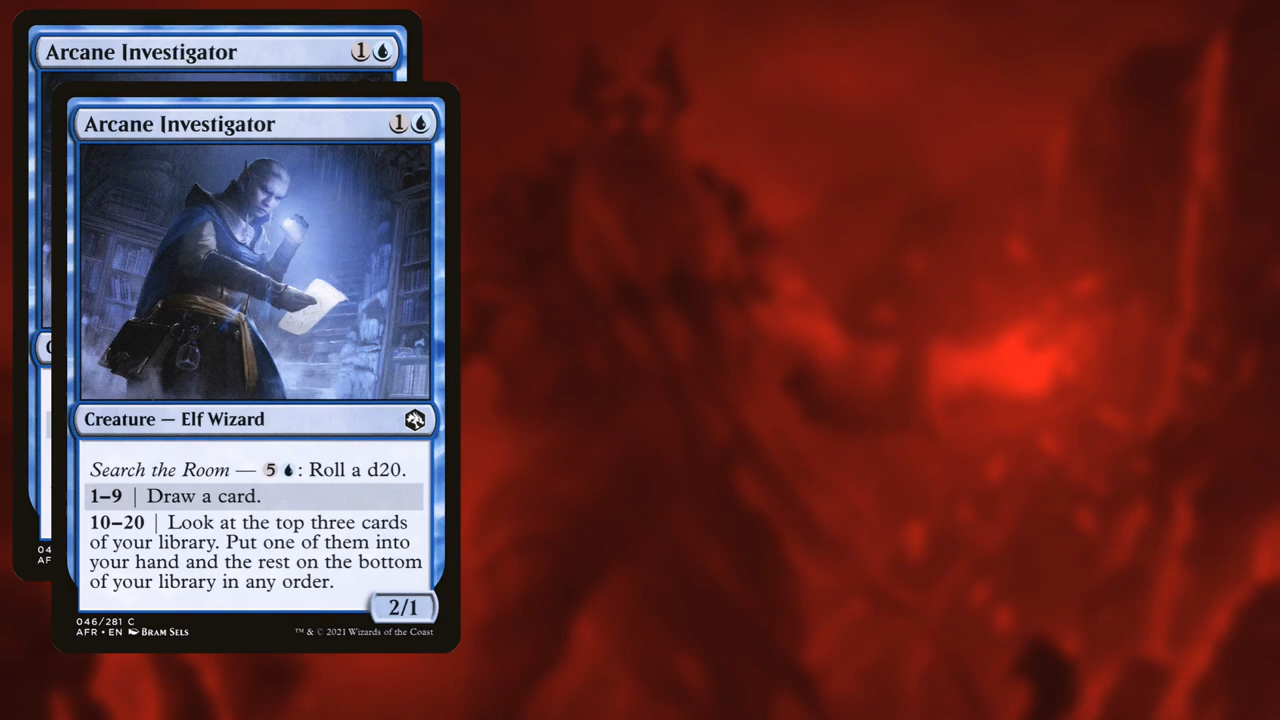 Arcane Investigator 1
Arcane Investigator 1
C
Creature — Elf Wizard
Search the Room — 5 : Roll a d20.
1–9 | Draw a card.
10–20 | Look at the top three cards
of your library. Put one of them into
your hand and the rest on the bottom
of your library in any order.
2/1
04
AF
046/281 C
AFR • EN Bram Sels ™ & © 2021 Wizards of the Coast